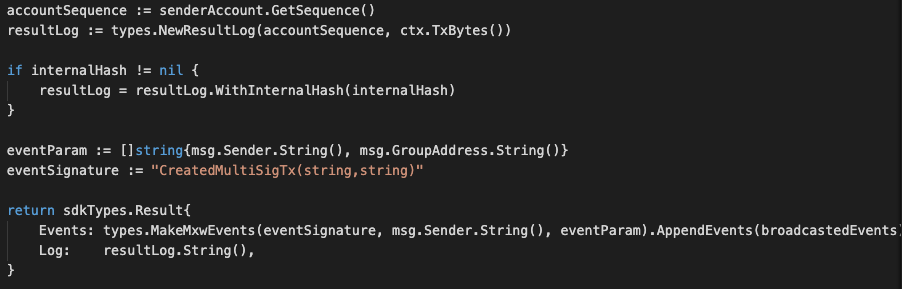 accountSequence := senderAccount.GetSequence()
resultLog := types.NewResultLog(accountSequence, ctx.TxBytes())
if internalHash != nil {
resultLog = resultLog.WithInternalHash(internalHash)
}
eventParam := []string{msg.Sender.String(), msg.GroupAddress.String()}
eventSignature := "CreatedMultiSigTx(string,string)"
return sdkTypes.Result{
Events: types.MakeMxwEvents(eventSignature, msg.Sender.String(), eventParam).AppendEvents(broadcastedEvents)
Log: resultLog.String(),
}